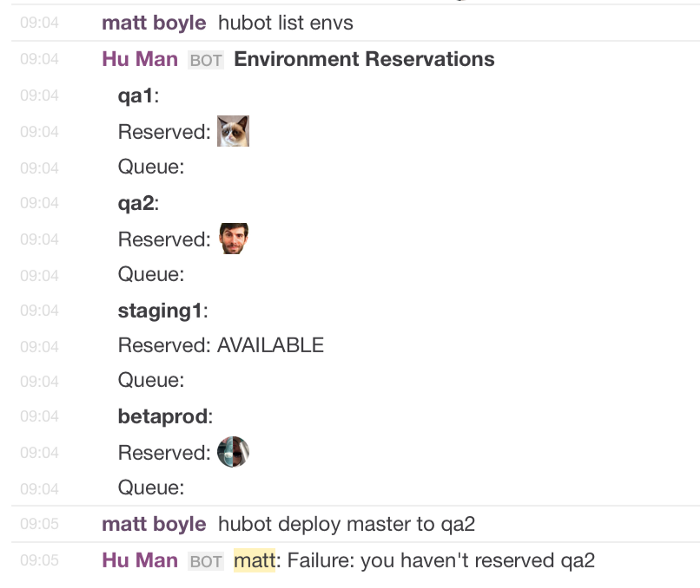 09:04 matt boyle hubot list envs
09:04 Hu Man BOT Environment Reservations
09:04 qa1:
09:04 Reserved:
09:04 Queue:
09:04 qa2:
09:04 Reserved:
09:04 Queue:
09:04 staging1:
09:04 Reserved: AVAILABLE
09:04 Queue:
09:04 betaprod:
09:04 Reserved:
09:04 Queue:
09:05 matt boyle hubot deploy master to qa2
09:05 Hu Man BOT matt: Failure: you haven't reserved qa2